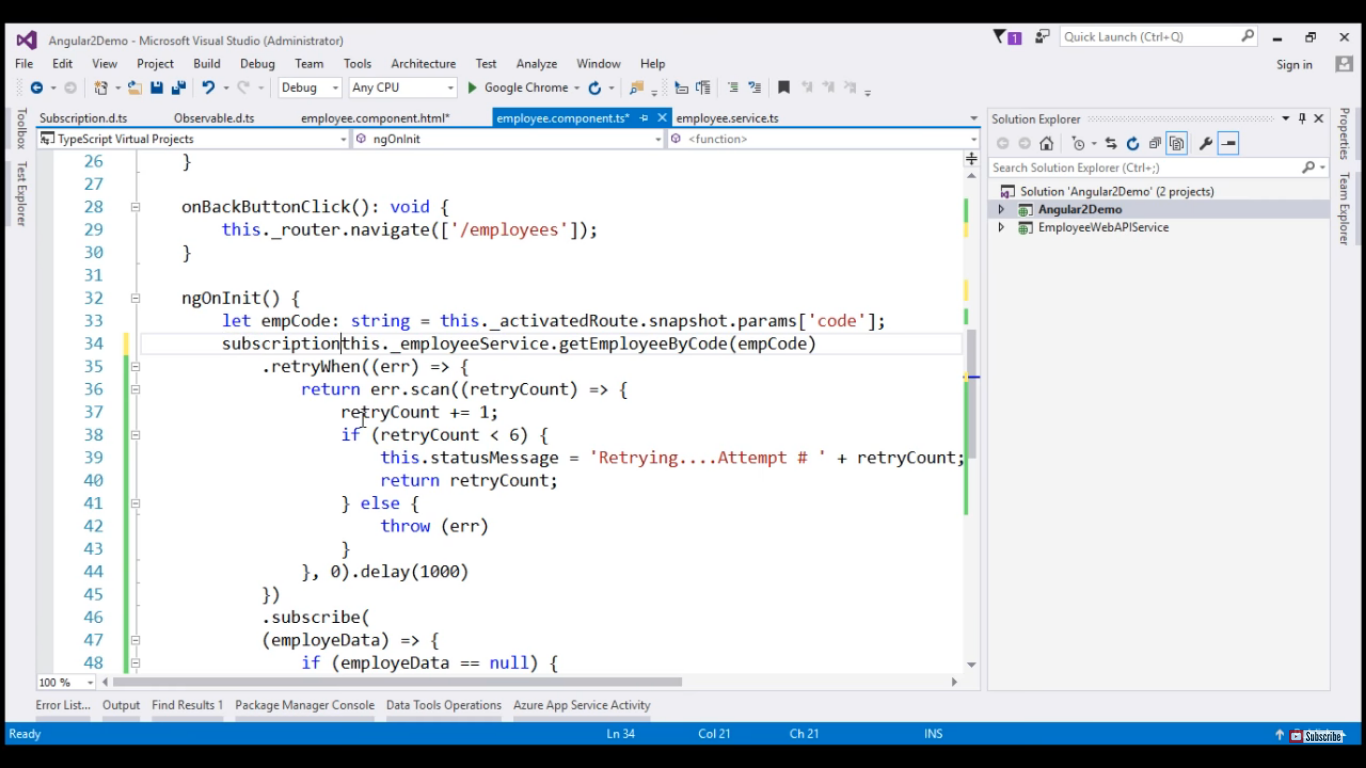 Angular2Demo - Microsoft Visual Studio (Administrator)
1
Quick Launch (Ctrl+Q)
File Edit View Project Build Debug Team Tools Architecture Test Analyze Window Help
Sign in
Debug Any CPU Google Chrome
Toolbox
Test Explorer
Subscription.d.ts Observable.d.ts employee.component.html* employee.component.ts* employee.service.ts
TypeScript Virtual Projects ngOnInit <function>
26 }
27
28 onBackButtonClick(): void {
29 this._router.navigate(['/employees']);
30 }
31
32 ngOnInit() {
33 let empCode: string = this._activatedRoute.snapshot.params['code'];
34 subscriptionthis._employeeService.getEmployeeByCode(empCode)
35 .retryWhen((err) => {
36 return err.scan((retryCount) => {
37 retryCount += 1;
38 if (retryCount < 6) {
39 this.statusMessage = 'Retrying....Attempt # ' + retryCount;
40 return retryCount;
41 } else {
42 throw (err)
43 }
44 }, 0).delay(1000)
45 })
46 .subscribe(
47 (employeData) => {
48 if (employeData == null) {
100 %
Solution Explorer
Search Solution Explorer (Ctrl+;)
Solution 'Angular2Demo' (2 projects)
Angular2Demo
EmployeeWebAPIService
Properties
Team Explorer
Error List... Output Find Results 1 Package Manager Console Data Tools Operations Azure App Service Activity
Ready Ln 34 Col 21 Ch 21 INS
Subscribe